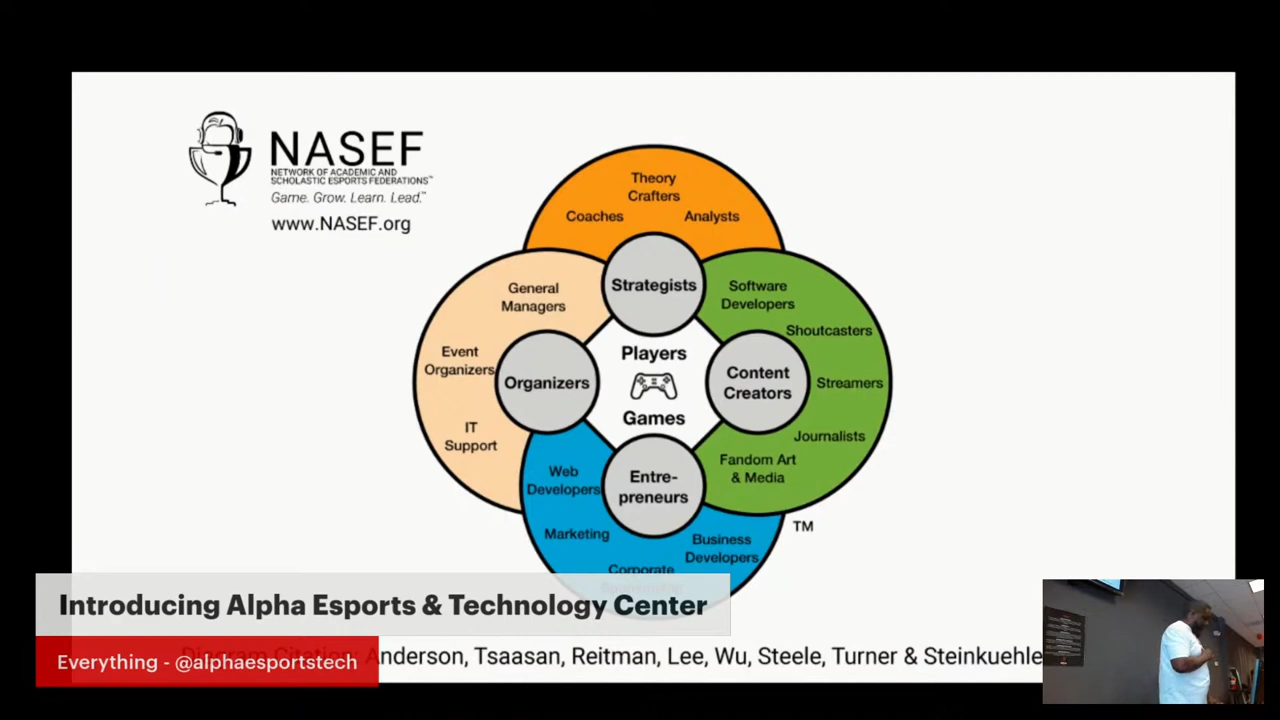 NASEF
NETWORK OF ACADEMIC AND
SCHOLASTIC ESPORTS FEDERATIONS™
Game. Grow. Learn. Lead.™
www.NASEF.org
Theory
Crafters
Coaches
Analysts
Strategists
General
Managers
Event
Organizers
IT
Support
Organizers
Players
Games
Software
Developers
Shoutcasters
Content
Creators
Streamers
Journalists
Fandom Art
& Media
Entre-
preneurs
Web
Developers
Marketing
Business
Developers
Corporate
TM
Introducing Alpha Esports & Technology Center
Everything - @alphaesportstech
Anderson, Tsaasan, Reitman, Lee, Wu, Steele, Turner & Steinkuehle